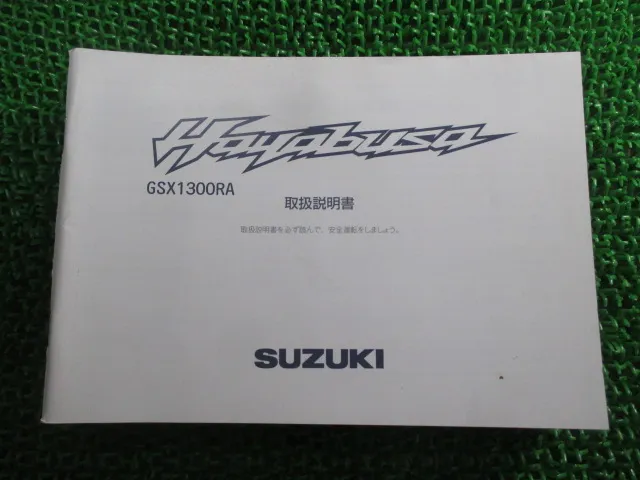 Hayabusa
GSX1300RA
取扱説明書
取扱説明書を必ず読んで、安全運転をしましょう。
SUZUKI